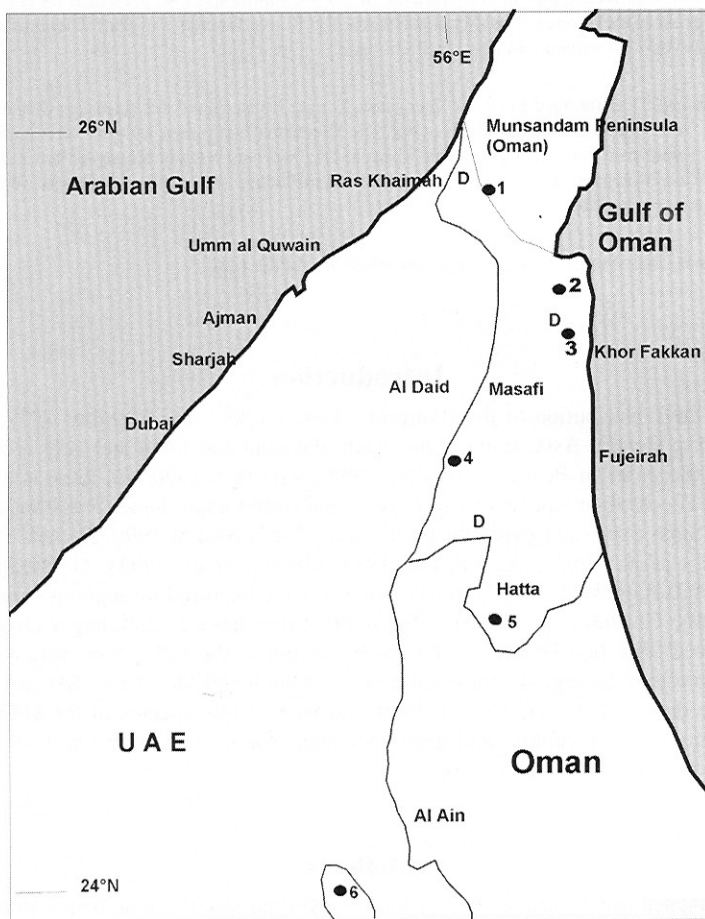 56°E
26°N
Munsandam Peninsula
(Oman)
Arabian Gulf
Ras Khaimah
D
1
Gulf of
Oman
Umm al Quwain
2
Ajman
D
3
Sharjah
Khor Fakkan
Al Daid
Masafi
Dubai
4
Fujeirah
D
Hatta
5
U A E
Oman
Al Ain
24°N
6